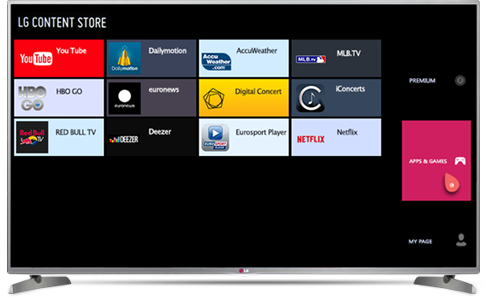 LG CONTENT STORE
YouTube
You Tube
Dailymotion
Dailymotion
AccuWeather
Accu
Weather
.com
MLB.TV
MLB.TV
HBO
GO
HBO GO
euronews
euronews
Digital Concert
iConcerts
PREMIUM
Red Bull
TV
RED BULL TV
DEEZER
Deezer
Eurosport Player
NETFLIX
Netflix
APPS & GAMES
MY PAGE
LG